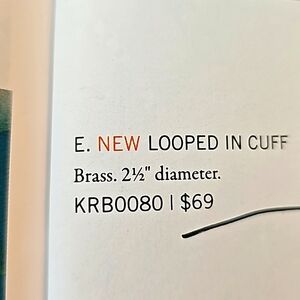 E. NEW LOOPED IN CUFF
Brass. 2½" diameter.
KRB0080 | $69